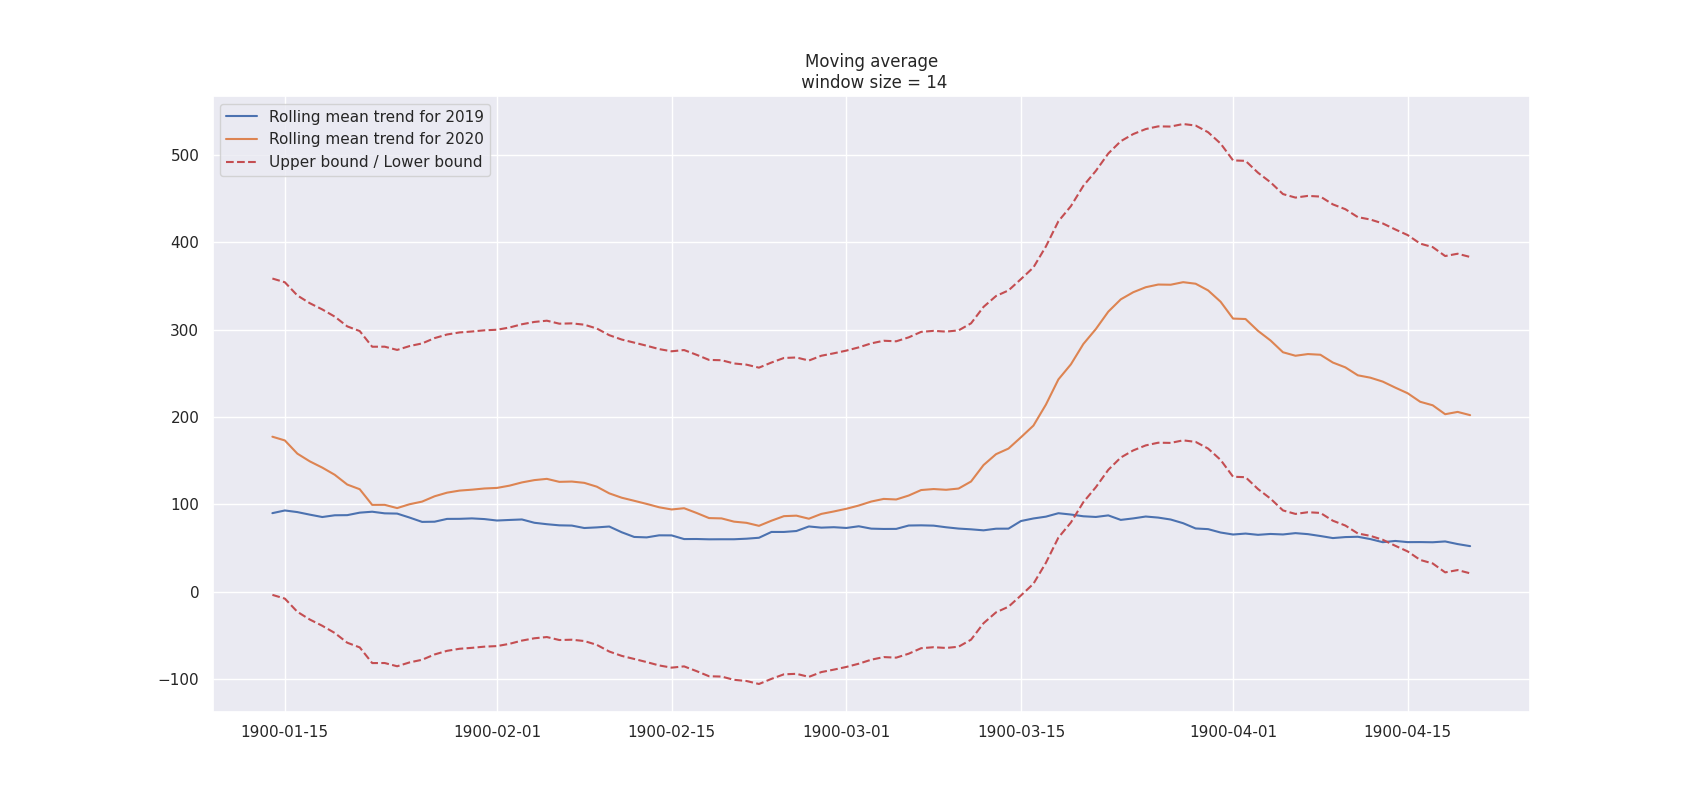 Moving average
window size = 14
Rolling mean trend for 2019
Rolling mean trend for 2020
Upper bound / Lower bound
500
400
300
200
100
0
−100
1900-01-15 1900-02-01 1900-02-15 1900-03-01 1900-03-15 1900-04-01 1900-04-15